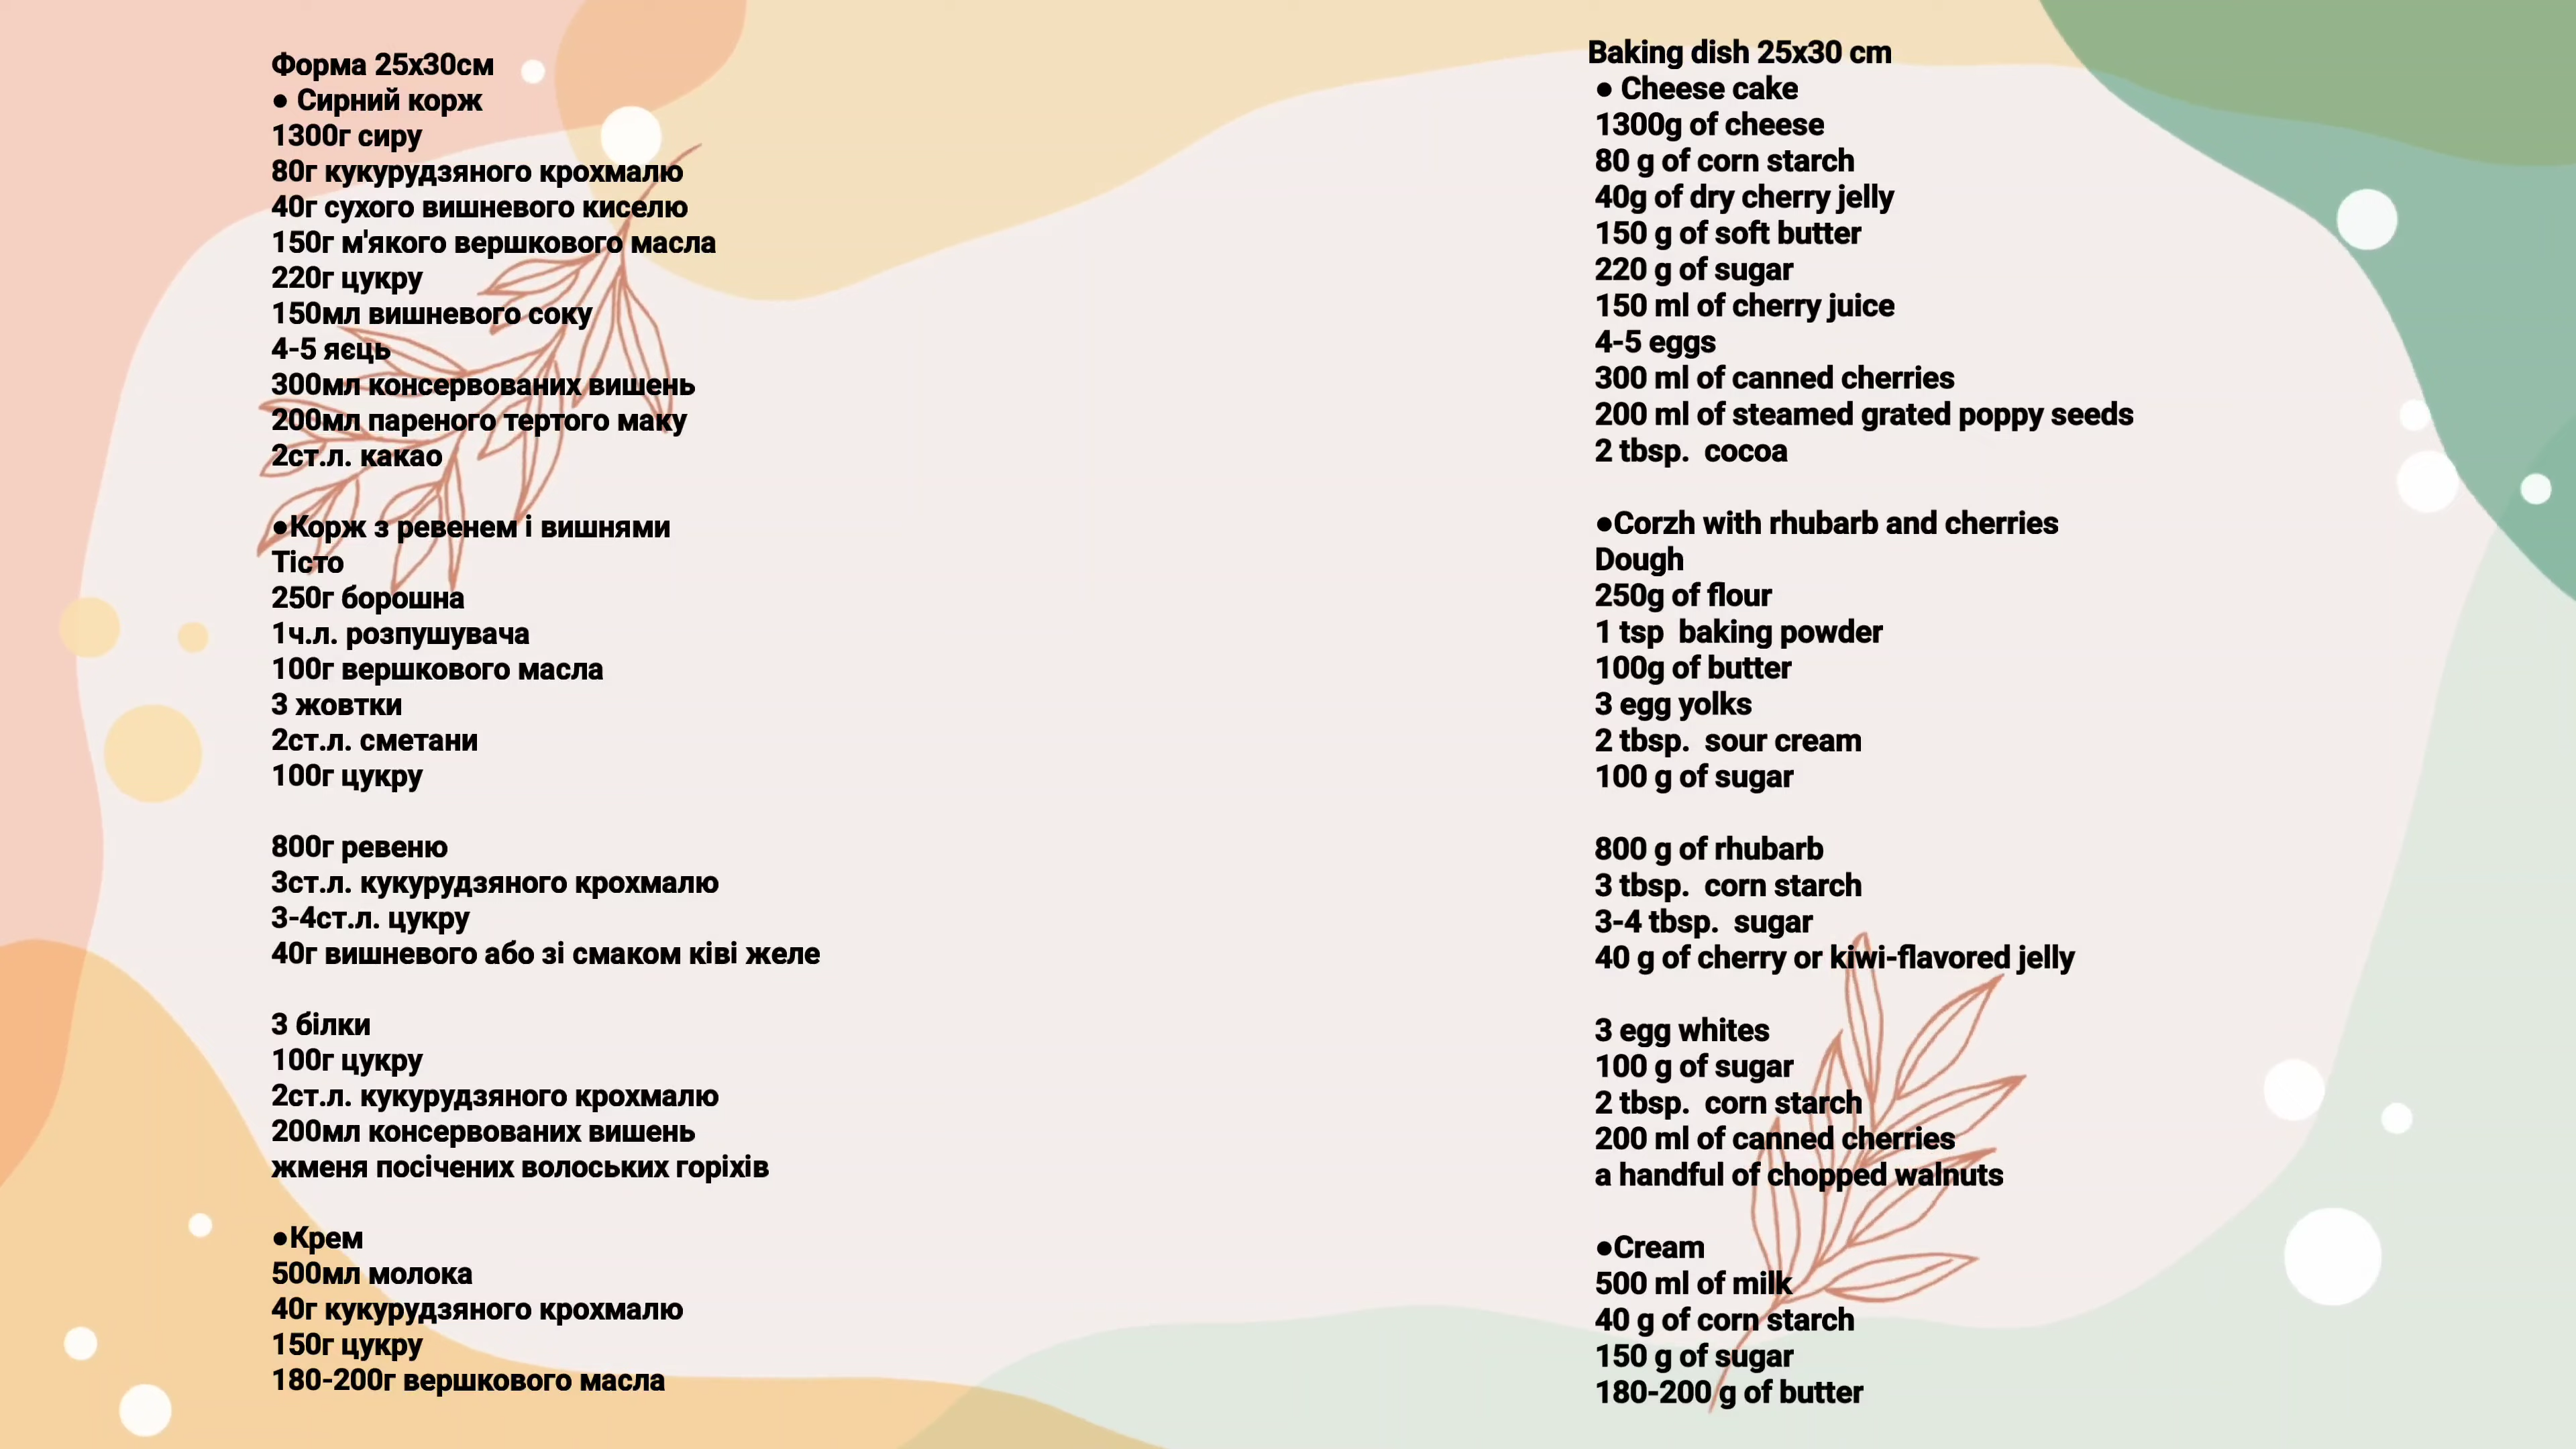 Форма 25х30см
● Сирний корж
1300г сиру
80г кукурудзяного крохмалю
40г сухого вишневого киселю
150г м'якого вершкового масла
220г цукру
150мл вишневого соку
4-5 яєць
300мл консервованих вишень
200мл пареного тертого маку
2ст.л. какао

●Корж з ревенем і вишнями
Тісто
250г борошна
1ч.л. розпушувача
100г вершкового масла
3 жовтки
2ст.л. сметани
100г цукру

800г ревеню
3ст.л. кукурудзяного крохмалю
3-4ст.л. цукру
40г вишневого або зі смаком ківі желе

3 білки
100г цукру
2ст.л. кукурудзяного крохмалю
200мл консервованих вишень
жменя посічених волоських горіхів

●Крем
500мл молока
40г кукурудзяного крохмалю
150г цукру
180-200г вершкового масла

Baking dish 25x30 cm
● Cheese cake
1300g of cheese
80 g of corn starch
40g of dry cherry jelly
150 g of soft butter
220 g of sugar
150 ml of cherry juice
4-5 eggs
300 ml of canned cherries
200 ml of steamed grated poppy seeds
2 tbsp.  cocoa

●Corzh with rhubarb and cherries
Dough
250g of flour
1 tsp  baking powder
100g of butter
3 egg yolks
2 tbsp.  sour cream
100 g of sugar

800 g of rhubarb
3 tbsp.  corn starch
3-4 tbsp.  sugar
40 g of cherry or kiwi-flavored jelly

3 egg whites
100 g of sugar
2 tbsp.  corn starch
200 ml of canned cherries
a handful of chopped walnuts

●Cream
500 ml of milk
40 g of corn starch
150 g of sugar
180-200 g of butter